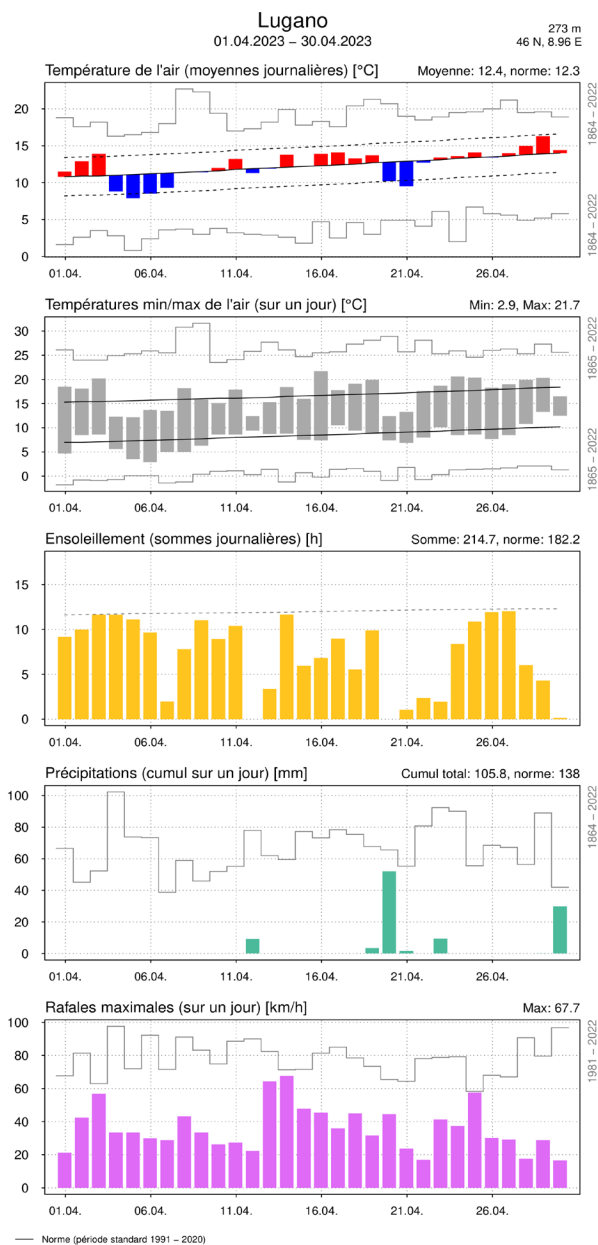 Lugano
01.04.2023 − 30.04.2023
273 m
46 N, 8.96 E
Température de l'air (moyennes journalières) [°C]
Moyenne: 12.4, norme: 12.3
20
15
10
5
0
1864 − 2022
1864 − 2022
01.04. 06.04. 11.04. 16.04. 21.04. 26.04.
Températures min/max de l'air (sur un jour) [°C]
Min: 2.9, Max: 21.7
30
25
20
15
10
5
0
1865 − 2022
1865 − 2022
01.04. 06.04. 11.04. 16.04. 21.04. 26.04.
Ensoleillement (sommes journalières) [h]
Somme: 214.7, norme: 182.2
15
10
5
0
01.04. 06.04. 11.04. 16.04. 21.04. 26.04.
Précipitations (cumul sur un jour) [mm]
Cumul total: 105.8, norme: 138
100
80
60
40
20
0
1864 − 2022
01.04. 06.04. 11.04. 16.04. 21.04. 26.04.
Rafales maximales (sur un jour) [km/h]
Max: 67.7
100
80
60
40
20
0
1981 − 2022
01.04. 06.04. 11.04. 16.04. 21.04. 26.04.
Norme (période standard 1991 − 2020)